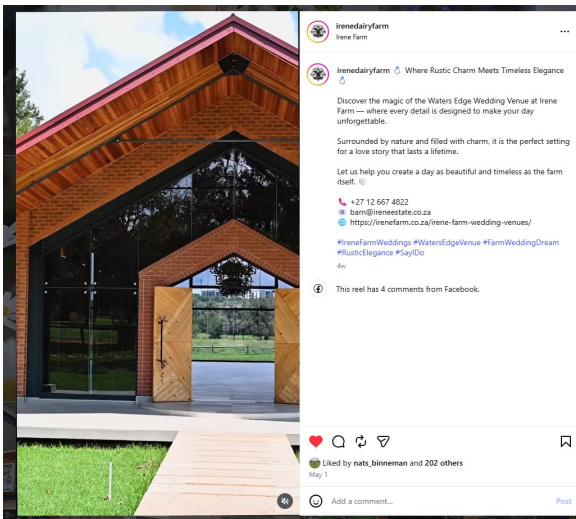 irenedairyfarm
Irene Farm
irenedairyfarm 💍 Where Rustic Charm Meets Timeless Elegance
💍
Discover the magic of the Waters Edge Wedding Venue at Irene
Farm — where every detail is designed to make your day
unforgettable.
Surrounded by nature and filled with charm, it is the perfect setting
for a love story that lasts a lifetime.
Let us help you create a day as beautiful and timeless as the farm
itself. 🤍
📞 +27 12 667 4822
📧 barn@ireneestate.co.za
🌐 https://irenefarm.co.za/irene-farm-wedding-venues/
#IreneFarmWeddings #WatersEdgeVenue #FarmWeddingDream
#RusticElegance #SayIDo
4w
This reel has 4 comments from Facebook.
Liked by nats_binneman and 202 others
May 1
Add a comment...
Post